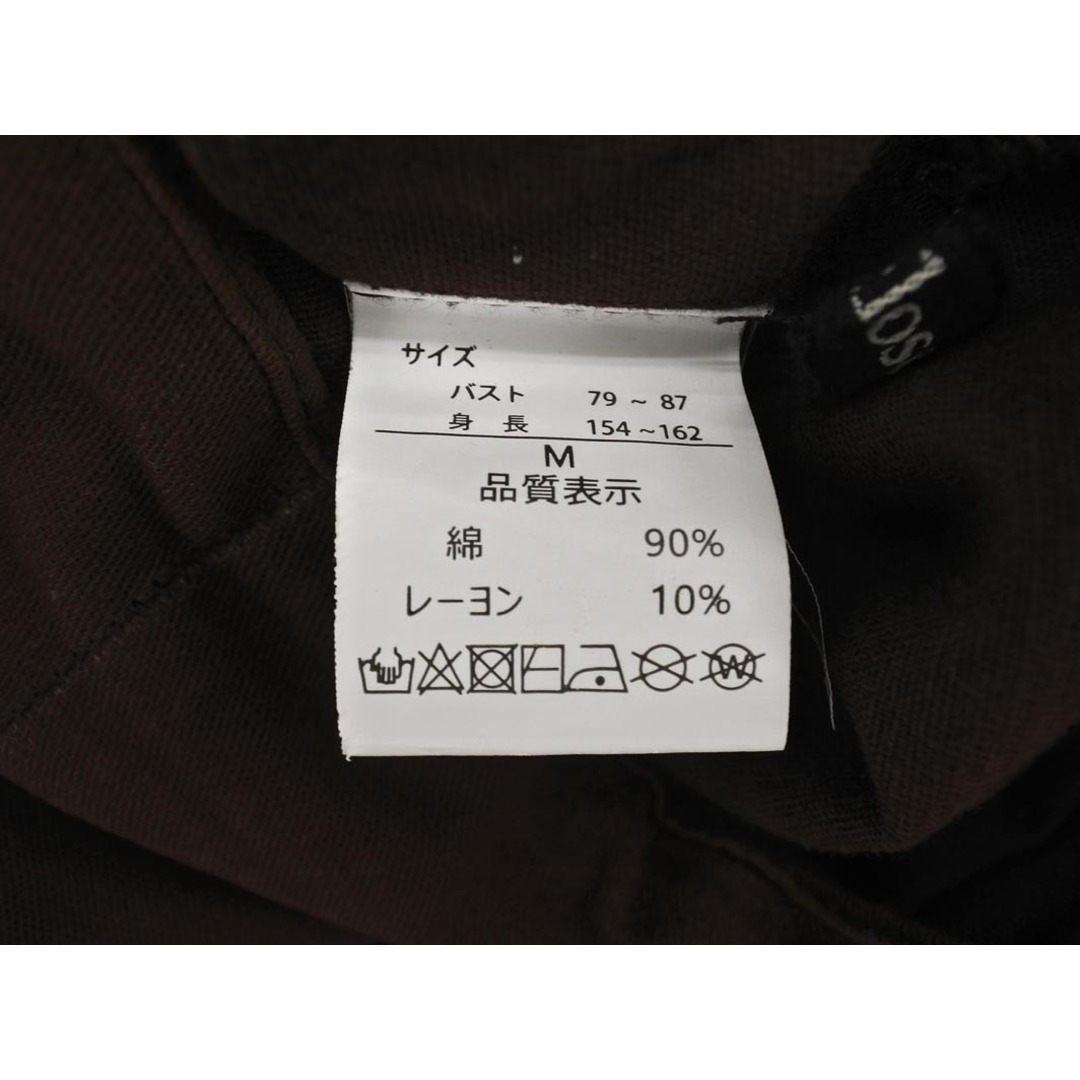 サイズ
バスト 79 ~ 87
身 長 154 ~162
M
品質表示
綿 90%
レーヨン 10%
W